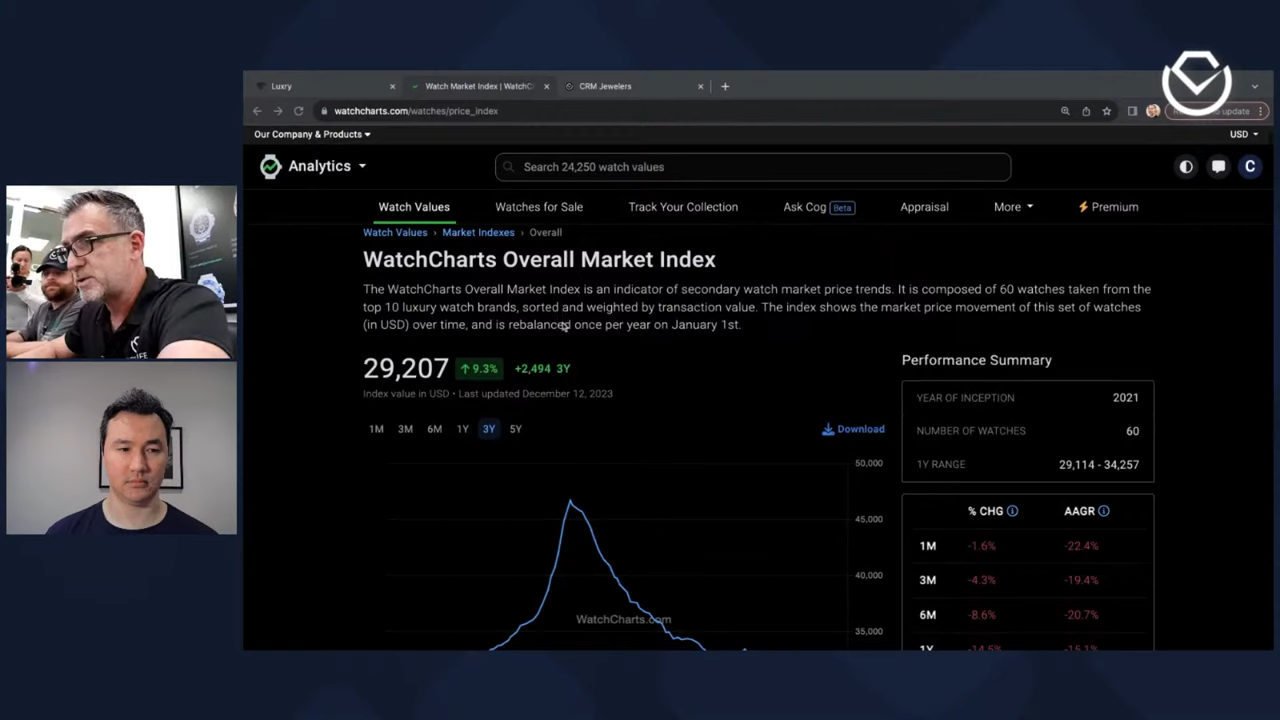 Luxry
Watch Market Index | WatchC
CRM Jewelers
watchcharts.com/watches/price_index
update
Our Company & Products
USD
Analytics
Search 24,250 watch values
C
Watch Values
Watches for Sale
Track Your Collection
Ask Cog Beta
Appraisal
More
Premium
Watch Values › Market Indexes › Overall
WatchCharts Overall Market Index
The WatchCharts Overall Market Index is an indicator of secondary watch market price trends. It is composed of 60 watches taken from the
top 10 luxury watch brands, sorted and weighted by transaction value. The index shows the market price movement of this set of watches
(in USD) over time, and is rebalanced once per year on January 1st.
29,207 ↑ 9.3% +2,494 3Y
Index value in USD • Last updated December 12, 2023
1M 3M 6M 1Y 3Y 5Y
Download
50,000
45,000
40,000
35,000
WatchCharts.com
Performance Summary
YEAR OF INCEPTION 2021
NUMBER OF WATCHES 60
1Y RANGE 29,114 - 34,257
% CHG AAGR
1M -1.6% -22.4%
3M -4.3% -19.4%
6M -8.6% -20.7%
1Y -14.5% -15.1%